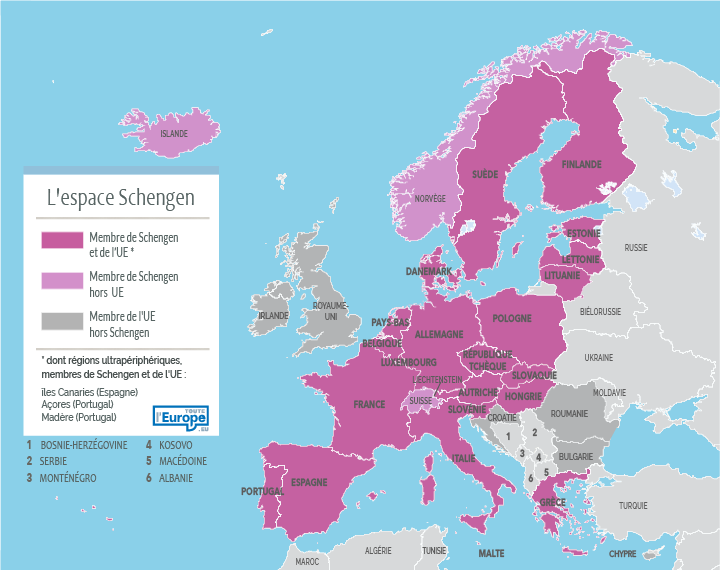 ISLANDE
L'espace Schengen
Membre de Schengen
et de l'UE *
Membre de Schengen
hors UE
Membre de l'UE
hors Schengen
* dont régions ultrapériphériques,
membres de Schengen et de l'UE :
îles Canaries (Espagne)
Açores (Portugal)
Madère (Portugal)
TOUTE
l'Europe
.EU
1 BOSNIE-HERZÉGOVINE
2 SERBIE
3 MONTÉNÉGRO
4 KOSOVO
5 MACÉDOINE
6 ALBANIE
SUÈDE
FINLANDE
NORVÈGE
ESTONIE
RUSSIE
LETTONIE
DANEMARK
LITUANIE
ROYAUME-
UNI
IRLANDE
BIÉLORUSSIE
PAYS-BAS
POLOGNE
ALLEMAGNE
BELGIQUE
RÉPUBLIQUE
TCHÈQUE
UKRAINE
LUXEMBOURG
SLOVAQUIE
LIECHTENSTEIN
AUTRICHE
MOLDAVIE
HONGRIE
SUISSE
FRANCE
SLOVÉNIE
CROATIE
ROUMANIE
1
2
3
4
5
6
BULGARIE
ITALIE
ESPAGNE
PORTUGAL
GRÈCE
TURQUIE
MALTE
CHYPRE
MAROC
ALGÉRIE
TUNISIE